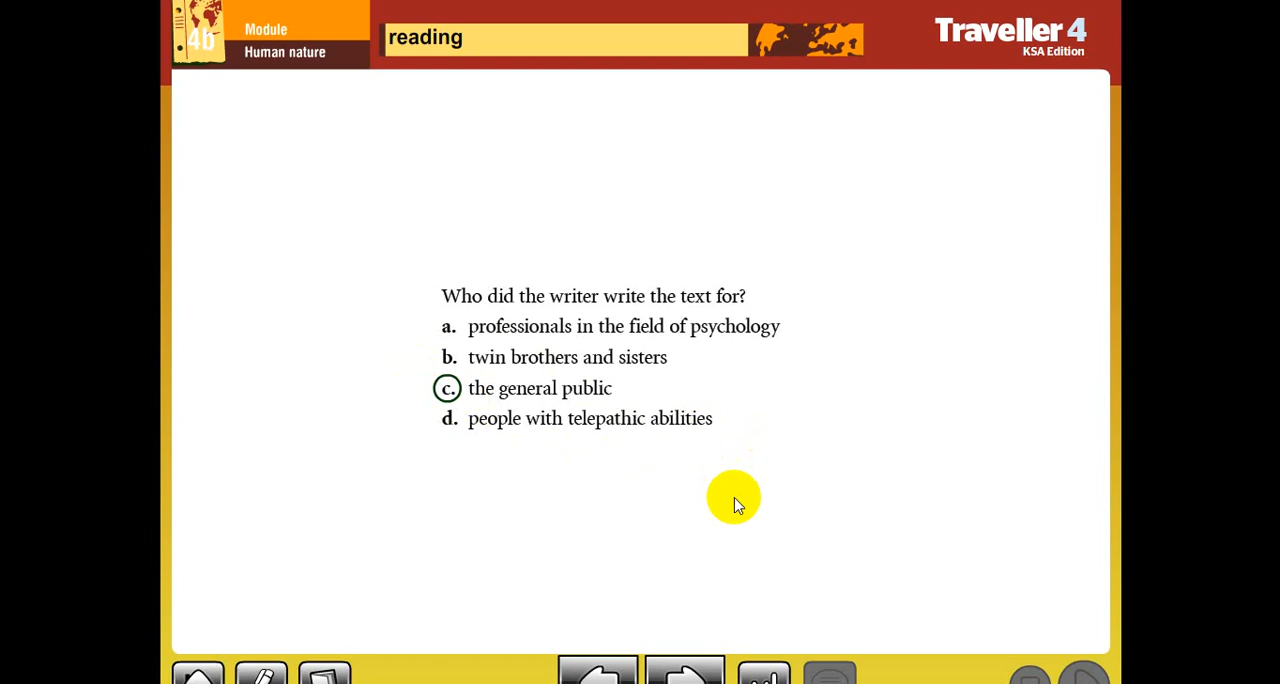 4b
Module
Human nature
reading
Traveller 4
KSA Edition
Who did the writer write the text for?
a. professionals in the field of psychology
b. twin brothers and sisters
c. the general public
d. people with telepathic abilities